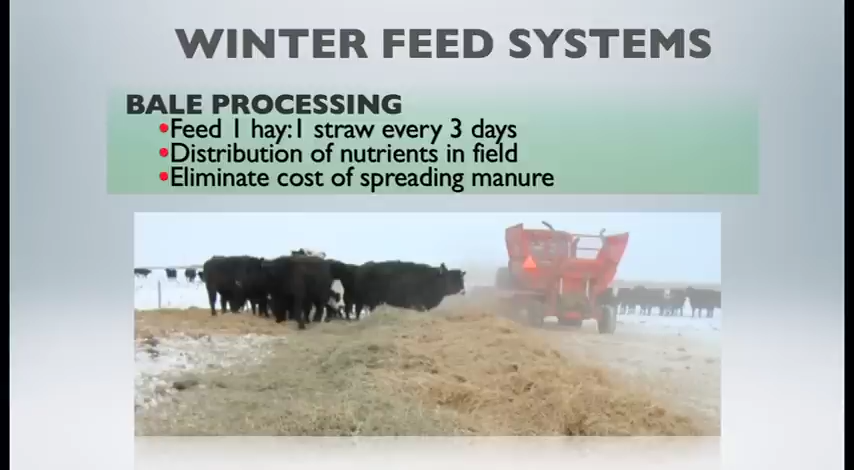 WINTER FEED SYSTEMS
BALE PROCESSING
•Feed 1 hay:1 straw every 3 days
•Distribution of nutrients in field
•Eliminate cost of spreading manure